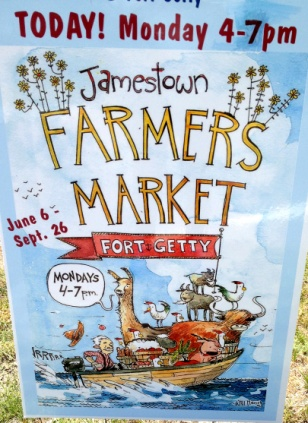 TODAY! Monday 4-7pm
Jamestown
FARMERS
MARKET
June 6 -
Sept. 26
FORT GETTY
MONDAYS
4-7pm